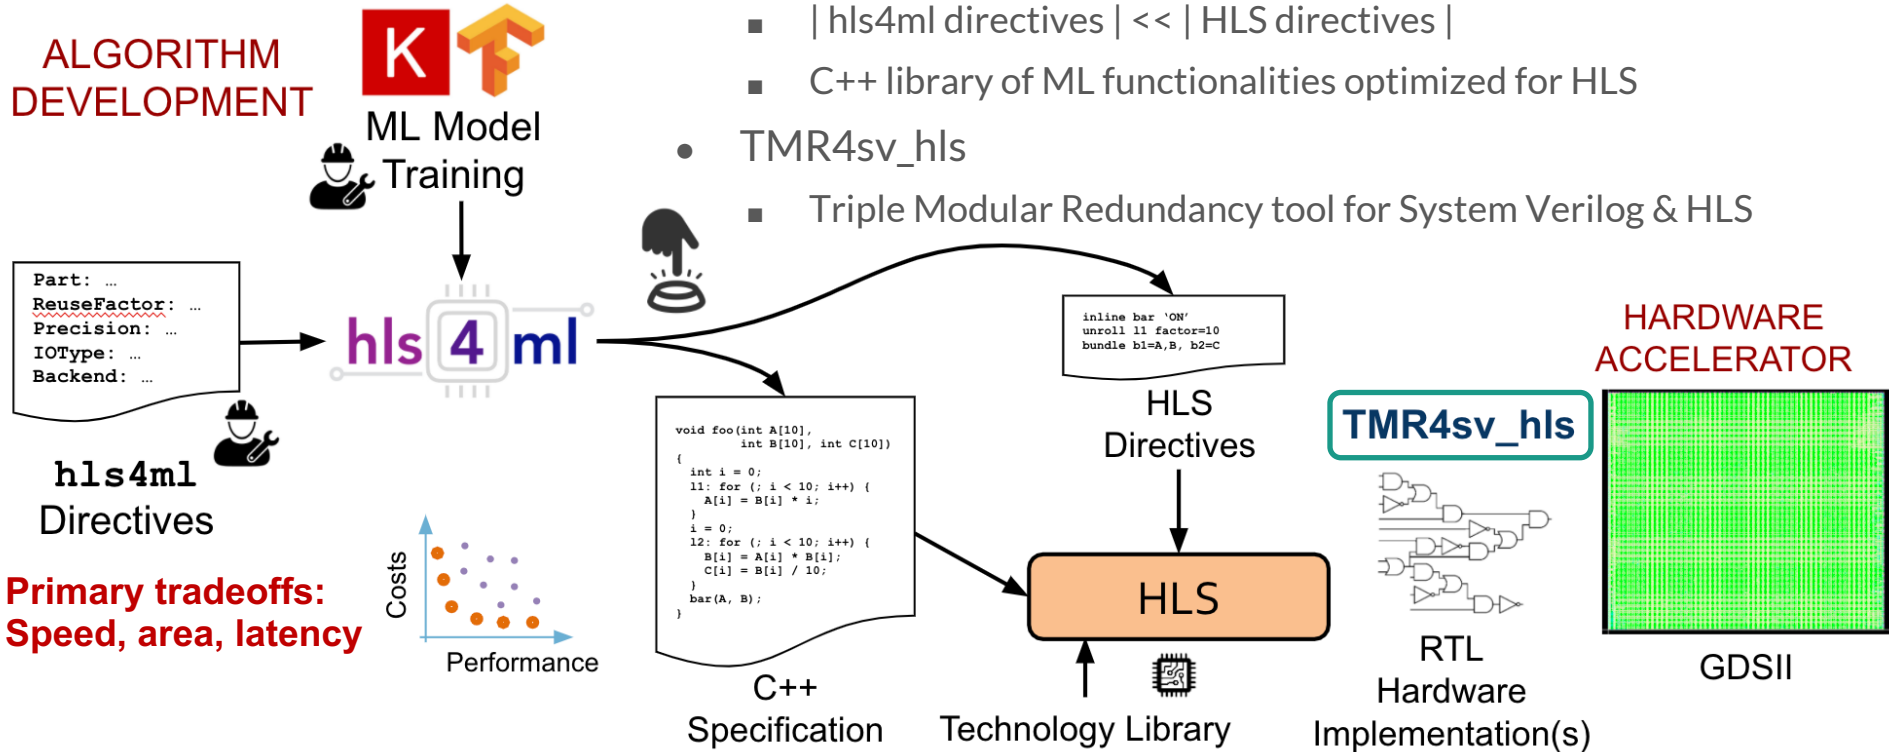 ▪ | hls4ml directives | << | HLS directives |
▪ C++ library of ML functionalities optimized for HLS
• TMR4sv_hls
▪ Triple Modular Redundancy tool for System Verilog & HLS
ALGORITHM
DEVELOPMENT
K
ML Model
Training
Part: …
ReuseFactor: …
Precision: …
IOType: …
Backend: …
hls4ml
Directives
hls 4 ml
Primary tradeoffs:
Speed, area, latency
Costs
Performance
void foo(int A[10],
int B[10], int C[10])
{
int i = 0;
l1: for (; i < 10; i++) {
A[i] = B[i] * i;
}
i = 0;
l2: for (; i < 10; i++) {
B[i] = A[i] * B[i];
C[i] = B[i] / 10;
}
bar(A, B);
}
C++
Specification
inline bar ‘ON’
unroll l1 factor=10
bundle b1=A,B, b2=C
HLS
Directives
HLS
Technology Library
TMR4sv_hls
RTL
Hardware
Implementation(s)
HARDWARE
ACCELERATOR
GDSII